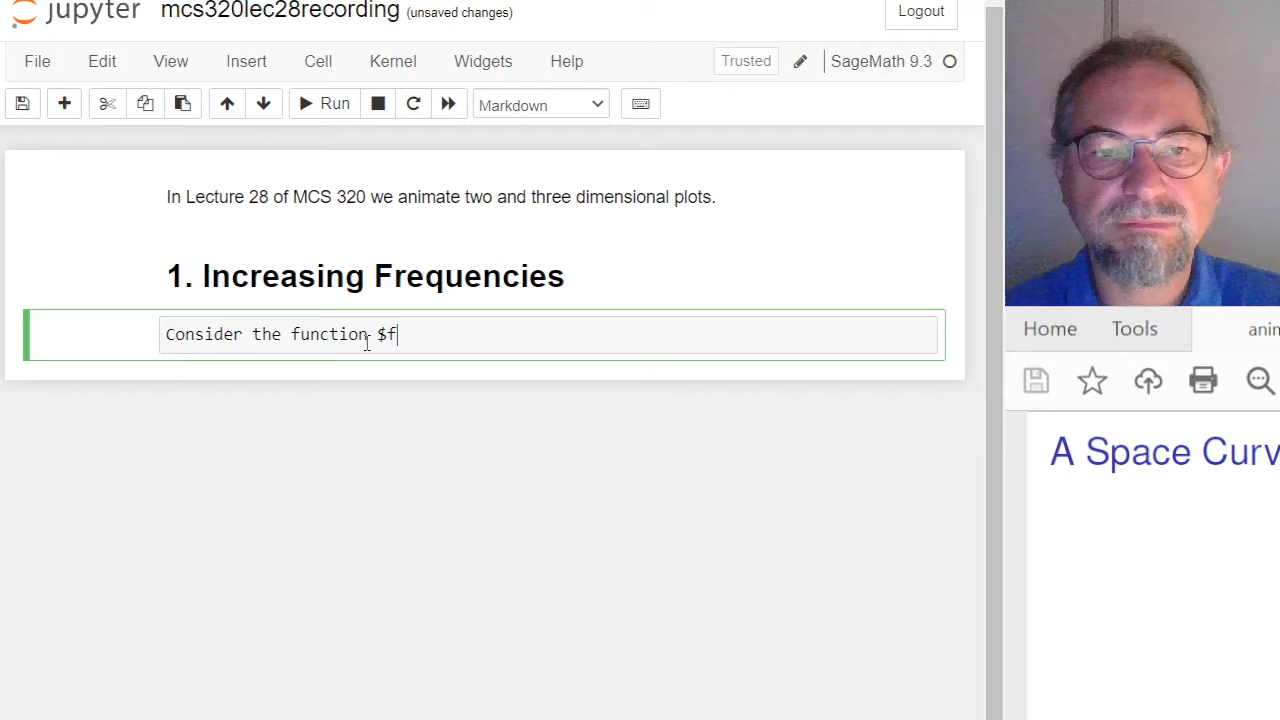 jupyter mcs320lec28recording (unsaved changes) Logout
File Edit View Insert Cell Kernel Widgets Help Trusted SageMath 9.3
Run Markdown
In Lecture 28 of MCS 320 we animate two and three dimensional plots.
1. Increasing Frequencies
Consider the function $f
Home Tools anim
A Space Curv